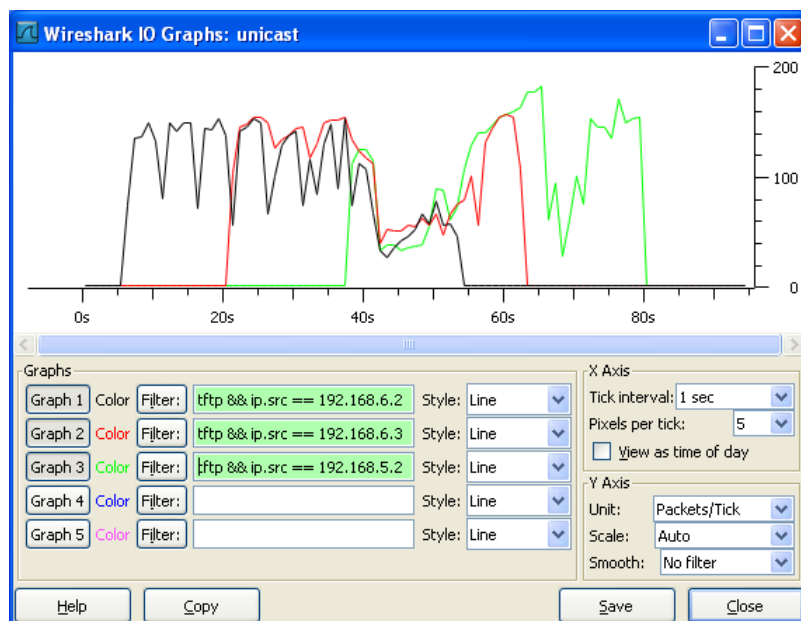 Wireshark IO Graphs: unicast
200
100
0
0s 20s 40s 60s 80s
Graphs
Graph 1 Color Filter: tftp && ip.src == 192.168.6.2 Style: Line
Graph 2 Color Filter: tftp && ip.src == 192.168.6.3 Style: Line
Graph 3 Color Filter: tftp && ip.src == 192.168.5.2 Style: Line
Graph 4 Color Filter: Style: Line
Graph 5 Color Filter: Style: Line
X Axis
Tick interval: 1 sec
Pixels per tick: 5
View as time of day
Y Axis
Unit: Packets/Tick
Scale: Auto
Smooth: No filter
Help Copy Save Close